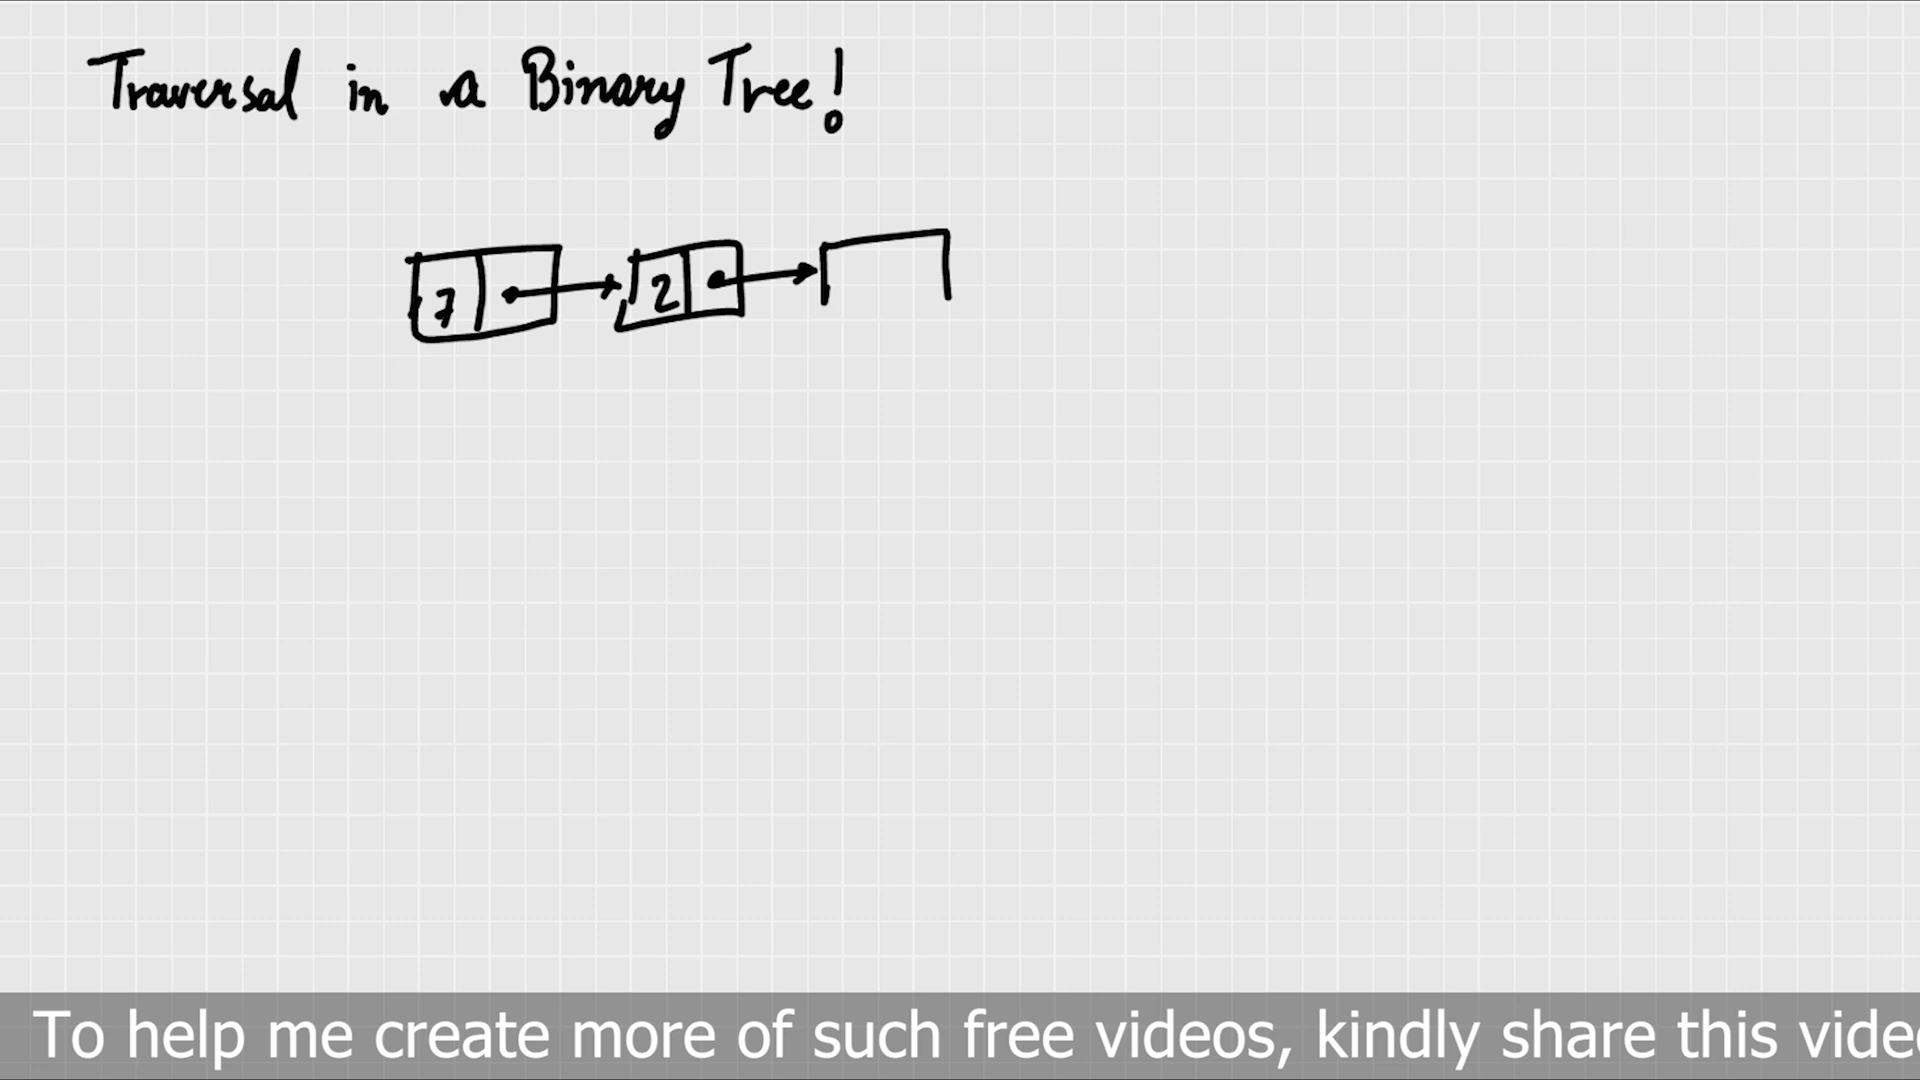 Traversal in a Binary Tree!
7 2
To help me create more of such free videos, kindly share this vide